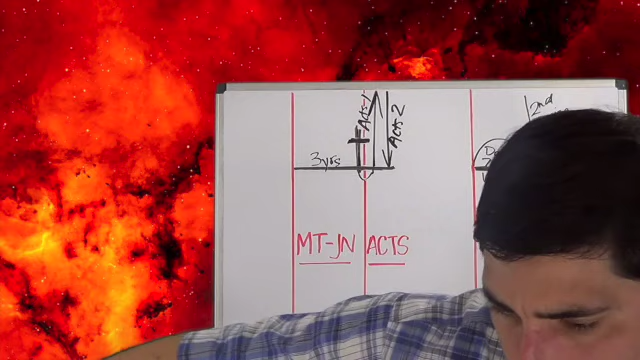 Acts-1
ACTS 2
2nd
3yrs
MT-JN ACTS